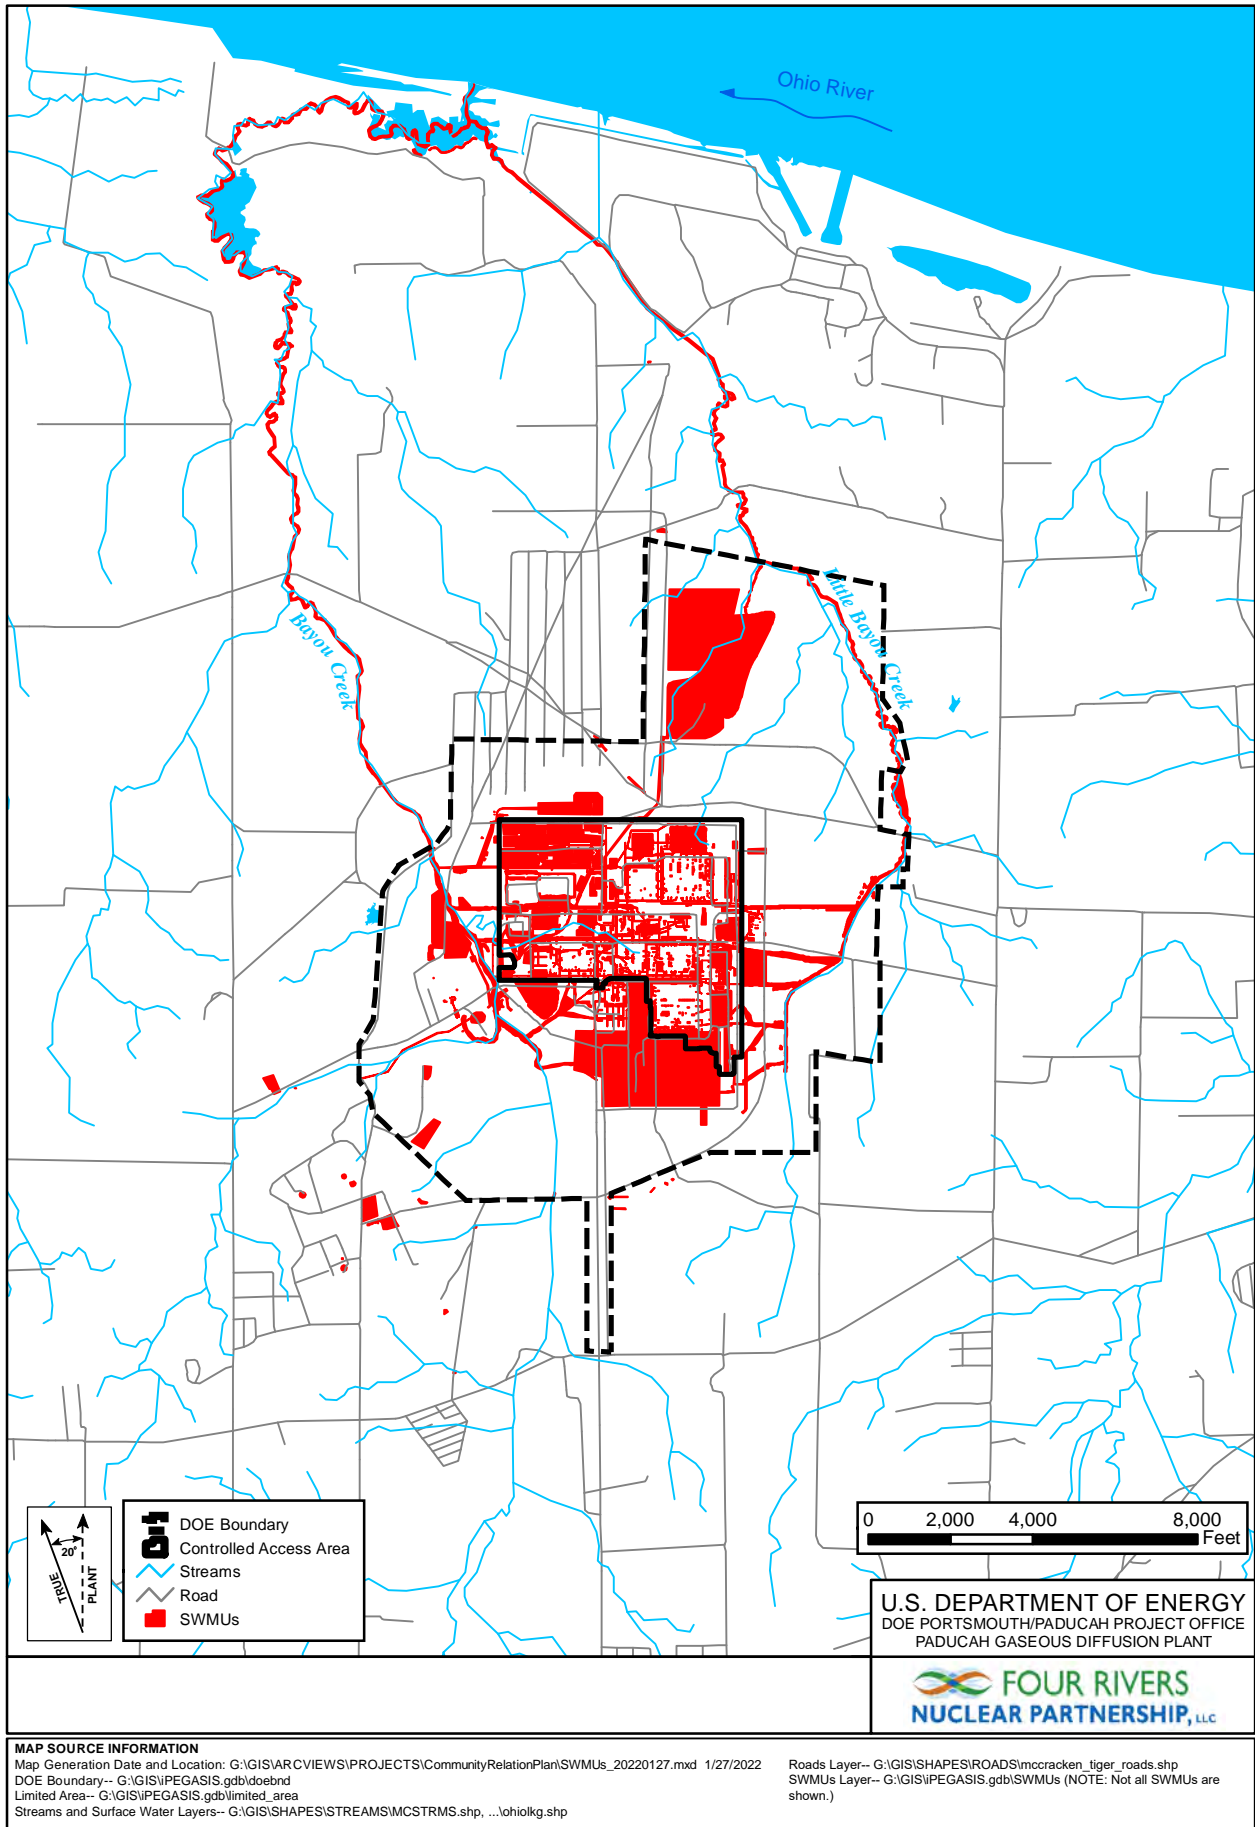 Ohio River
Little Bayou Creek
Bayou Creek
20°
TRUE
PLANT
DOE Boundary
Controlled Access Area
Streams
Road
SWMUs
0 2,000 4,000 8,000
Feet
U.S. DEPARTMENT OF ENERGY
DOE PORTSMOUTH/PADUCAH PROJECT OFFICE
PADUCAH GASEOUS DIFFUSION PLANT
FOUR RIVERS
NUCLEAR PARTNERSHIP, LLC
MAP SOURCE INFORMATION
Map Generation Date and Location: G:\GIS\ARCVIEWS\PROJECTS\CommunityRelationPlan\SWMUs_20220127.mxd 1/27/2022
DOE Boundary-- G:\GIS\iPEGASIS.gdb\doebnd
Limited Area-- G:\GIS\iPEGASIS.gdb\limited_area
Streams and Surface Water Layers-- G:\GIS\SHAPES\STREAMS\MCSTRMS.shp, ...\ohiolkg.shp
Roads Layer-- G:\GIS\SHAPES\ROADS\mccracken_tiger_roads.shp
SWMUs Layer-- G:\GIS\iPEGASIS.gdb\SWMUs (NOTE: Not all SWMUs are
shown.)